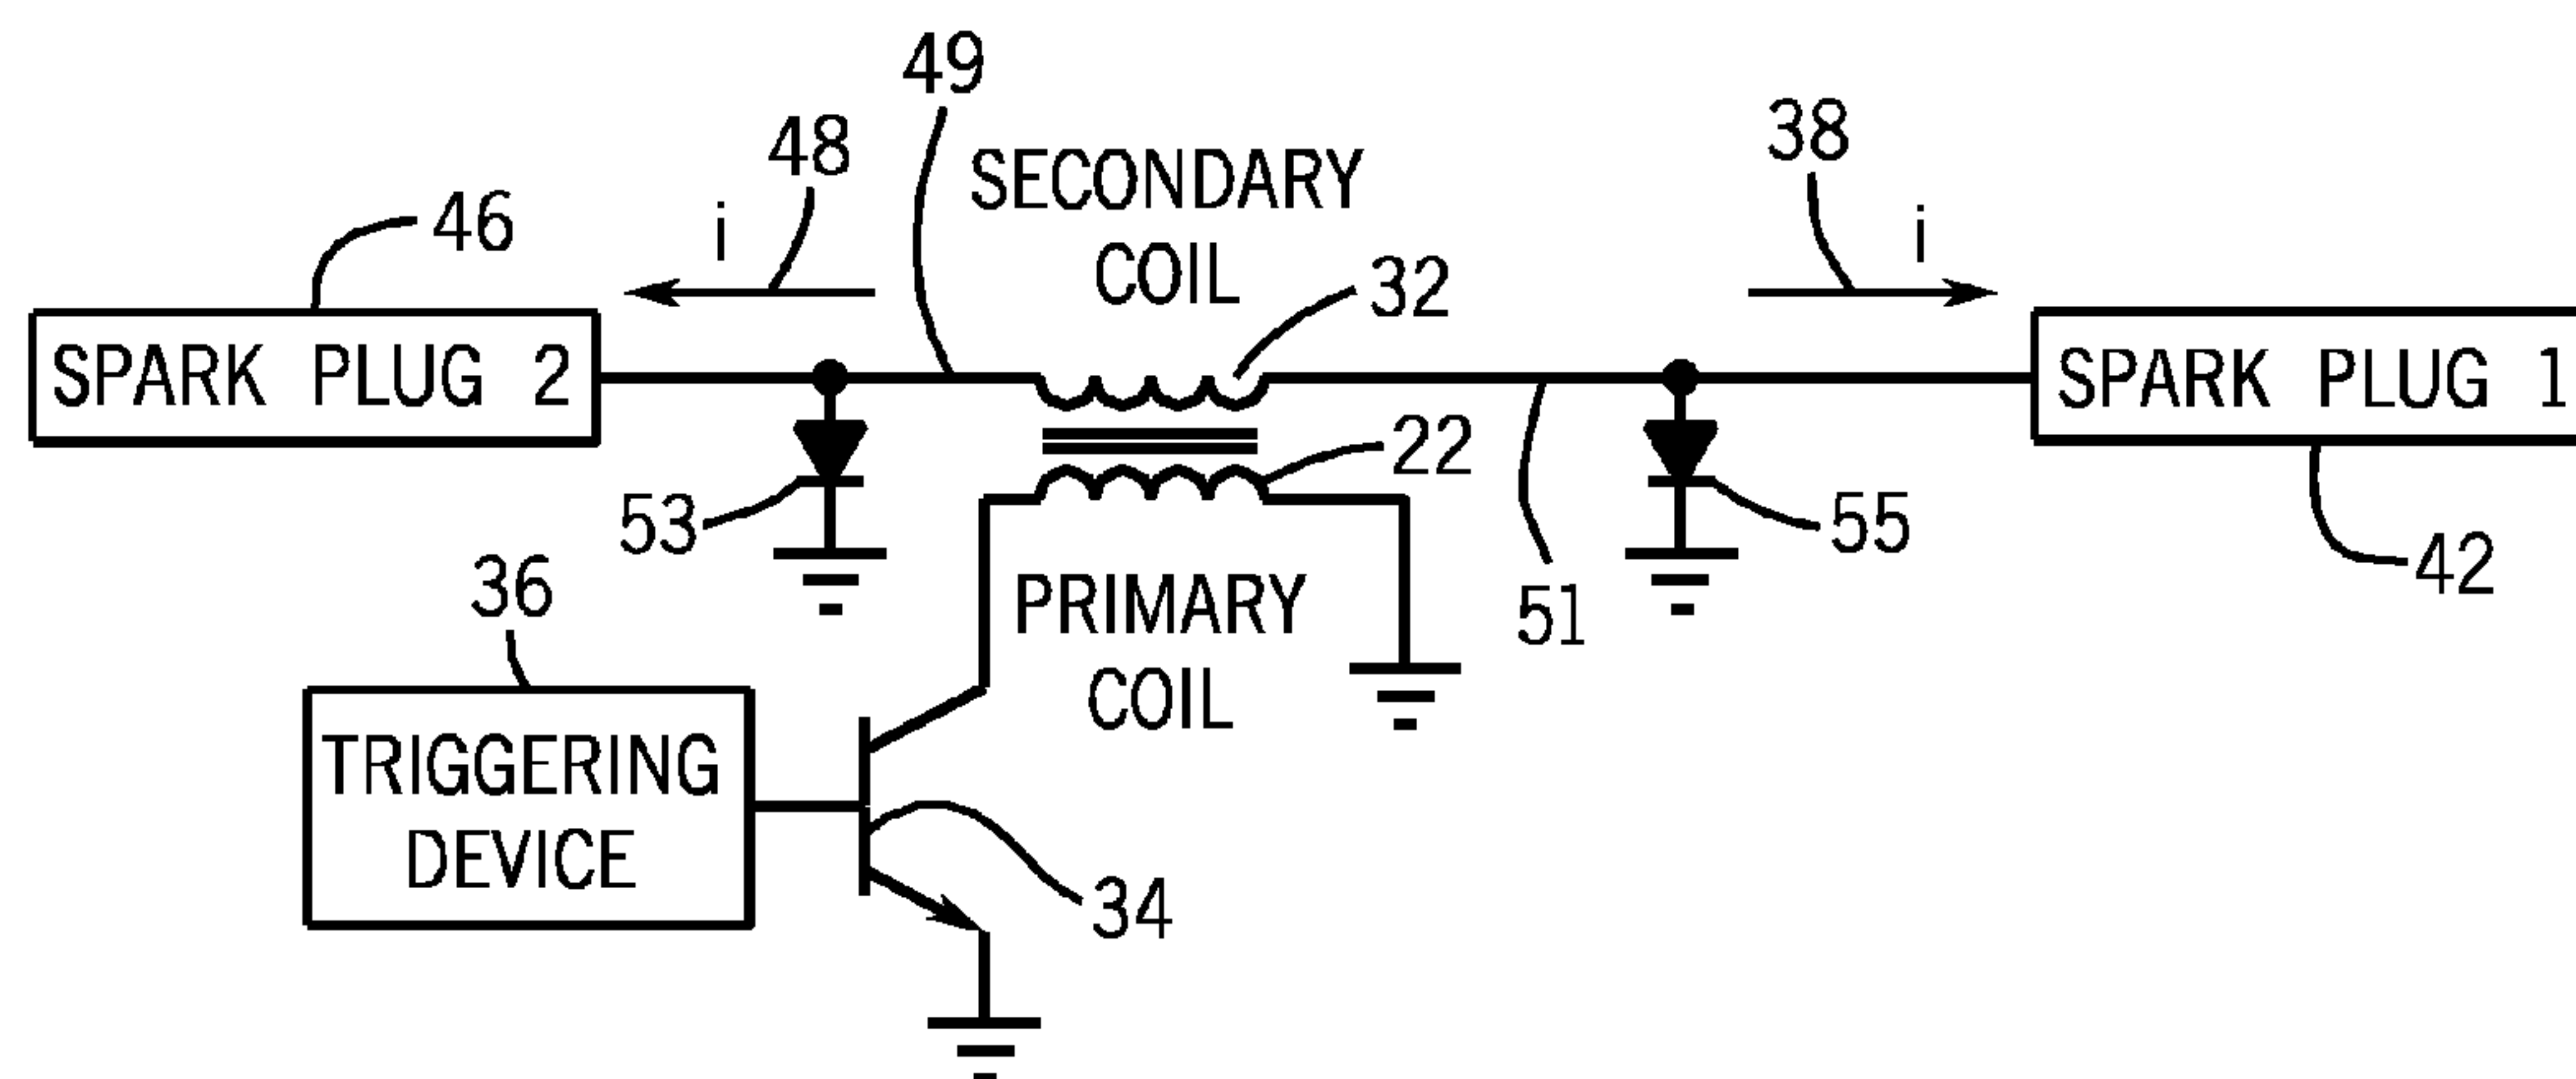 49
48
38
SECONDARY
COIL
46
i
i
32
SPARK PLUG 2
SPARK PLUG 1
22
53
55
36
PRIMARY
COIL
51
42
TRIGGERING
DEVICE
34